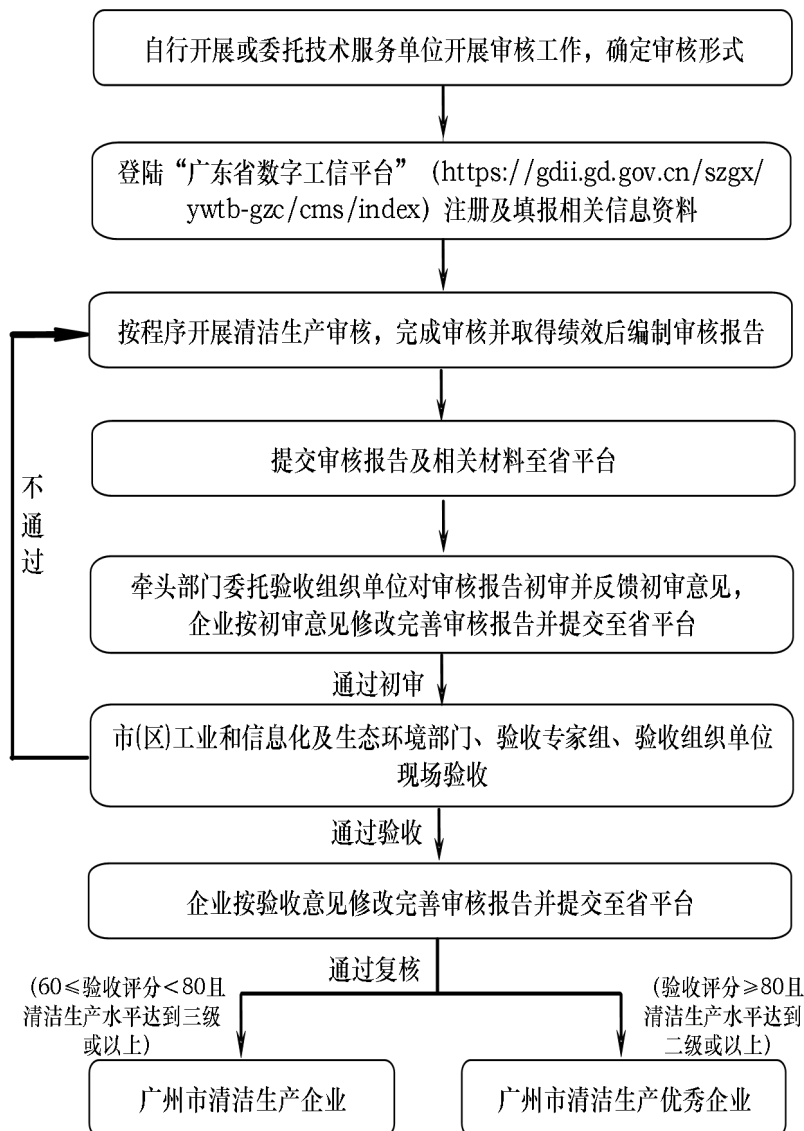 自行开展或委托技术服务单位开展审核工作，确定审核形式
登陆“广东省数字工信平台”（https://gdii.gd.gov.cn/szgx/
ywtb-gzc/cms/index）注册及填报相关信息资料
按程序开展清洁生产审核，完成审核并取得绩效后编制审核报告
提交审核报告及相关材料至省平台
不
通
过
牵头部门委托验收组织单位对审核报告初审并反馈初审意见，
企业按初审意见修改完善审核报告并提交至省平台
通过初审
市(区)工业和信息化及生态环境部门、验收专家组、验收组织单位
现场验收
通过验收
企业按验收意见修改完善审核报告并提交至省平台
通过复核
(60≤验收评分<80且
清洁生产水平达到三级
或以上)
(验收评分≥80且
清洁生产水平达到
二级或以上)
广州市清洁生产企业
广州市清洁生产优秀企业